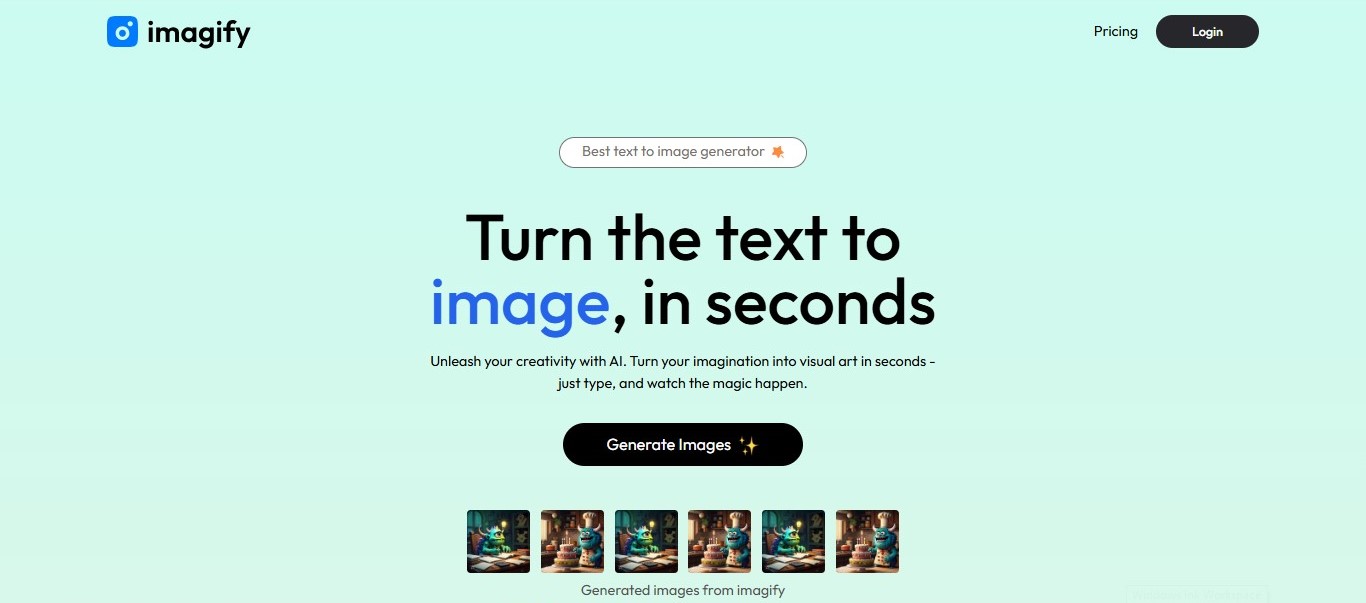 imagify
Pricing
Login
Best text to image generator
Turn the text to
image, in seconds
Unleash your creativity with AI. Turn your imagination into visual art in seconds -
just type, and watch the magic happen.
Generate Images
Generated images from imagify